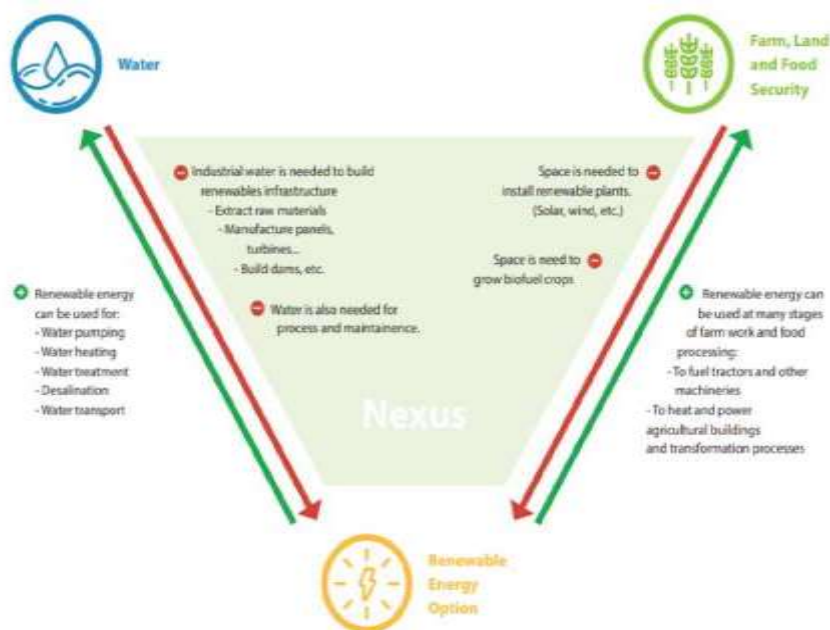 Water
Farm, Land
and Food
Security
Industrial water is needed to build
renewables infrastructure
- Extract raw materials
- Manufacture panels,
turbines...
- Build dams, etc.
Water is also needed for
process and maintainence.
Space is needed to
install renewable plants.
(Solar, wind, etc.)
Space is need to
grow biofuel crops
Renewable energy
can be used for:
- Water pumping
- Water heating
- Water treatment
- Desalination
- Water transport
Renewable energy can
be used at many stages
of farm work and food
processing:
- To fuel tractors and other
machineries
- To heat and power
agricultural buildings
and transformation processes
Nexus
Renewable
Energy
Option